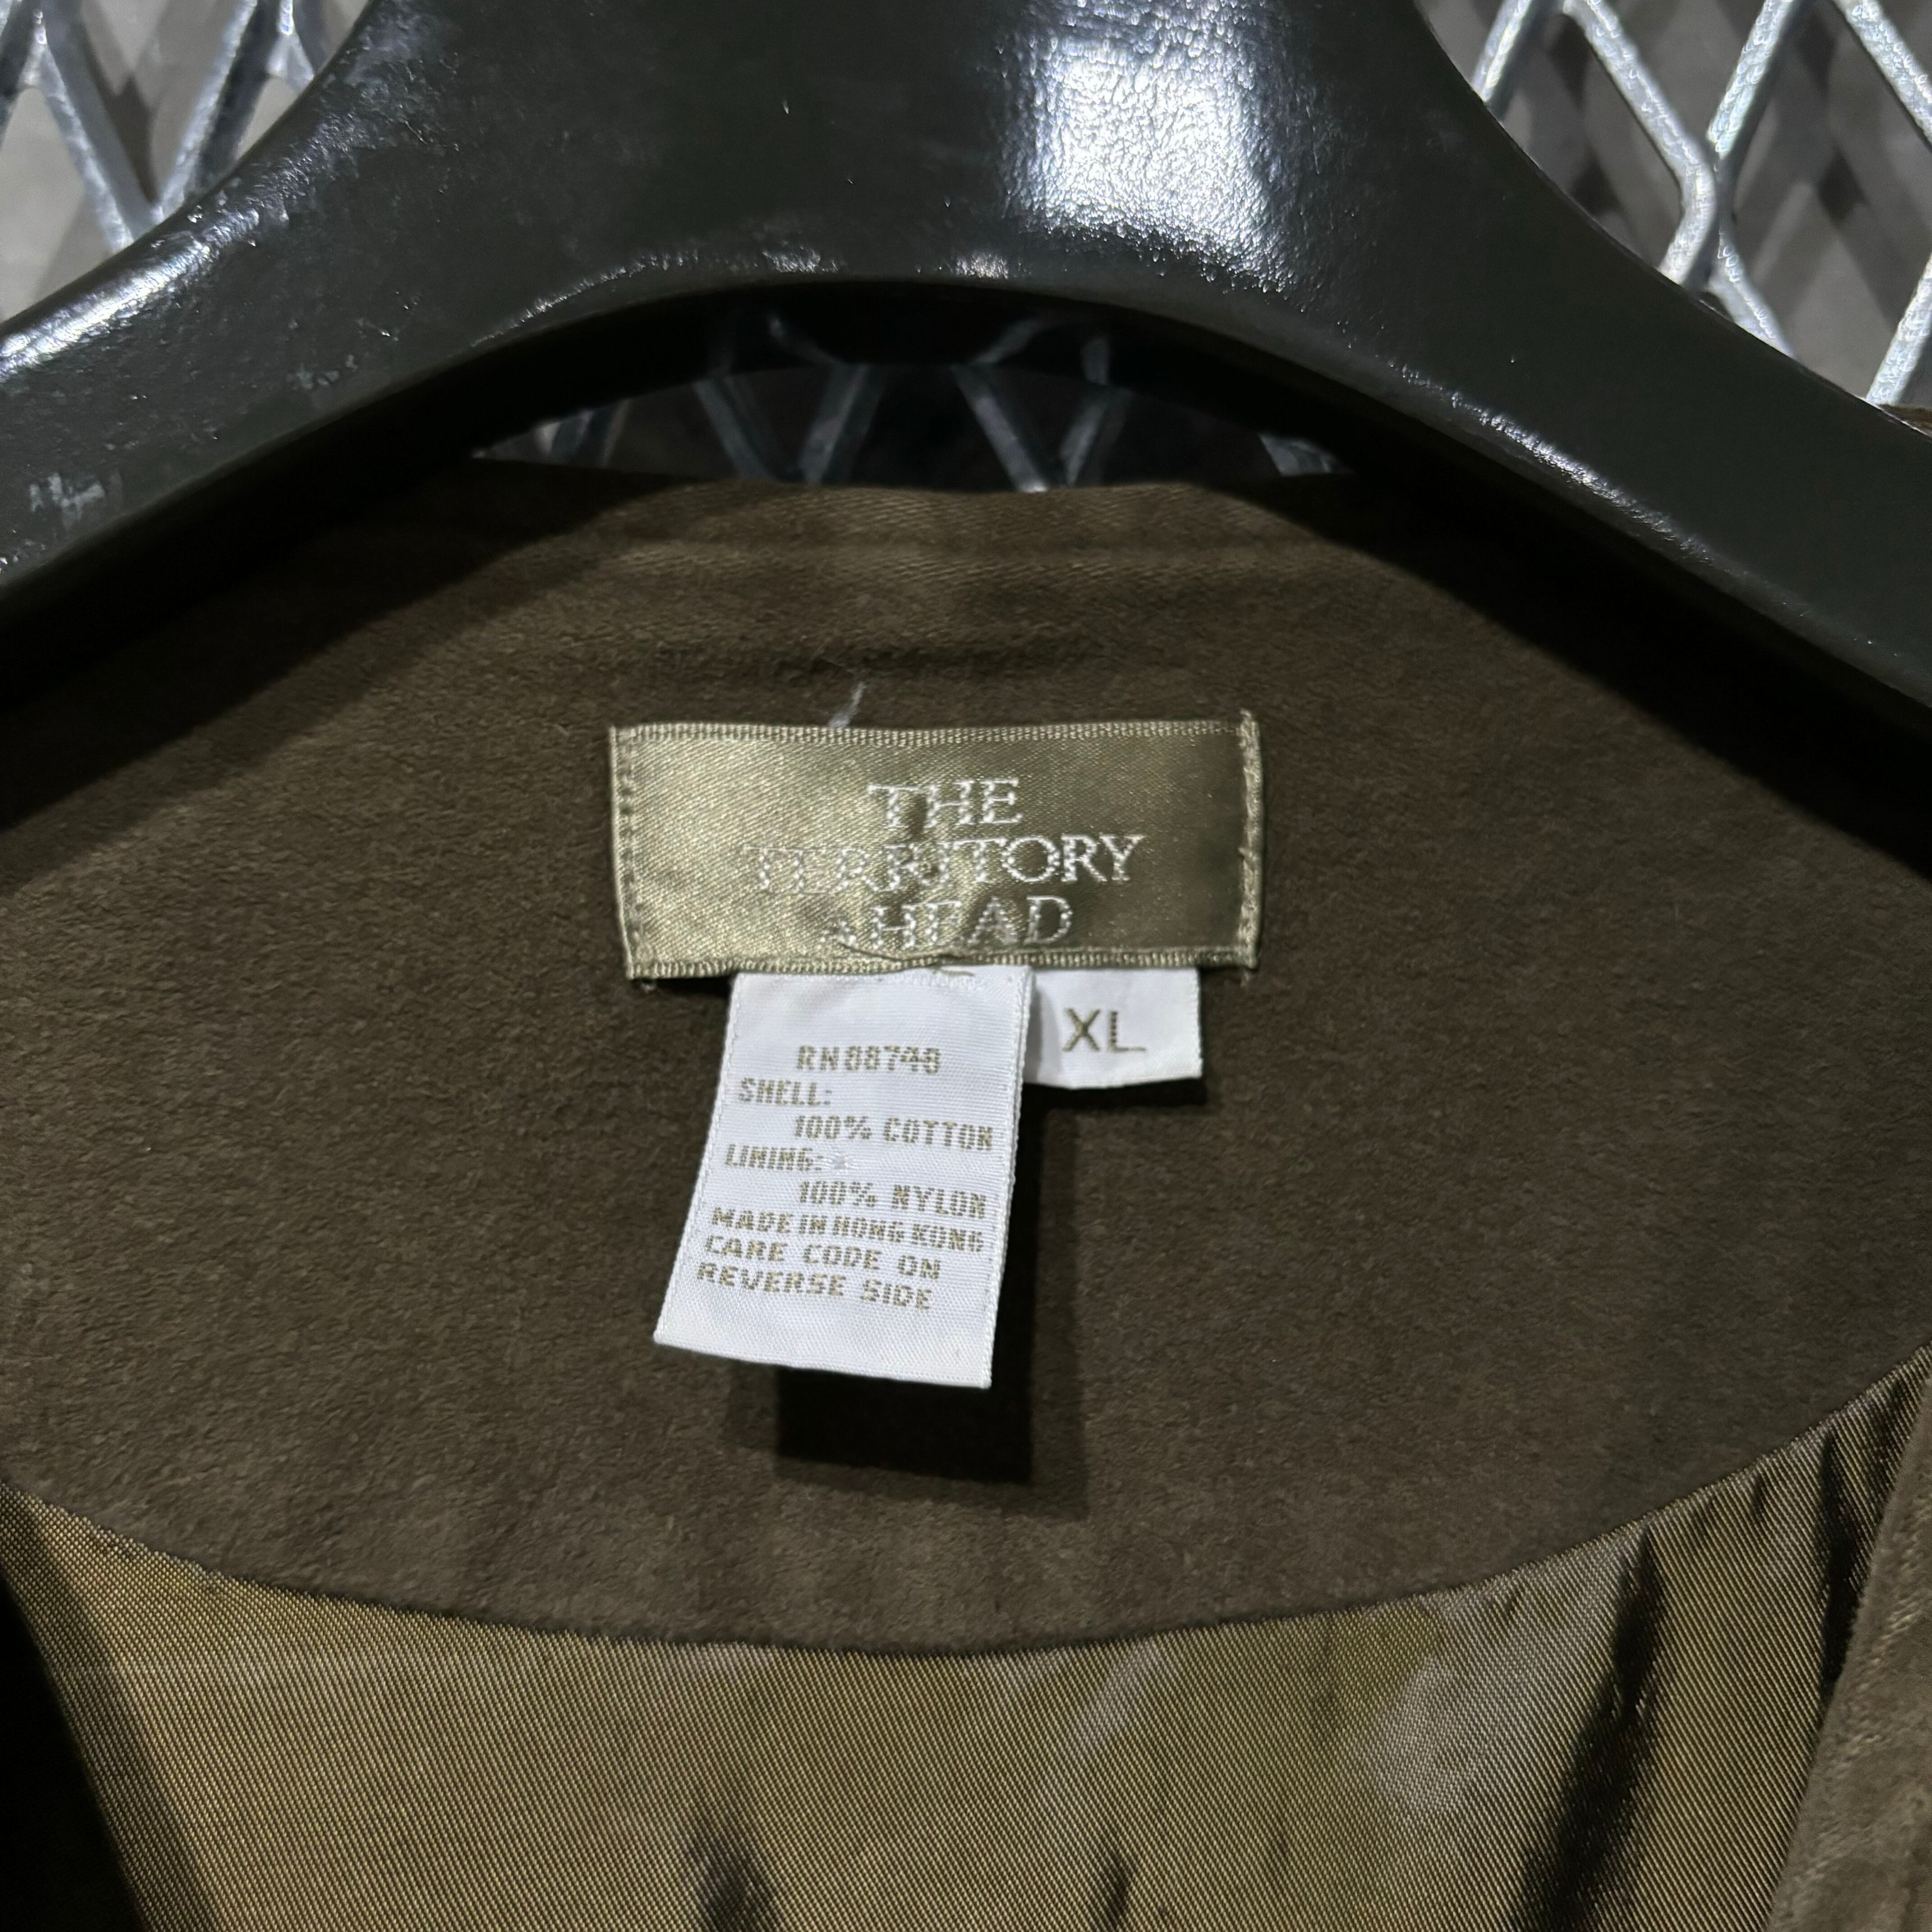 THE
TERRITORY
AHEAD
XL
RN88748
SHELL:
100% COTTON
LINING:
100% NYLON
MADE IN HONG KONG
CARE CODE ON
REVERSE SIDE